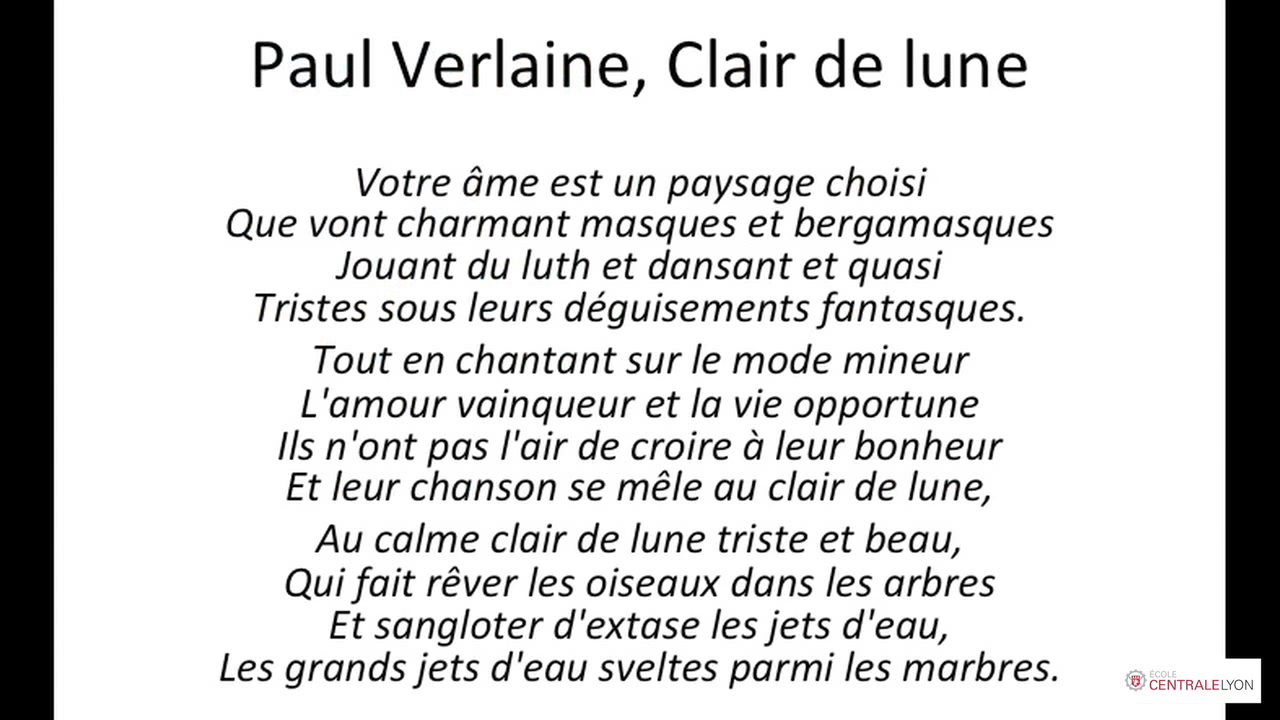 Paul Verlaine, Clair de lune
Votre âme est un paysage choisi
Que vont charmant masques et bergamasques
Jouant du luth et dansant et quasi
Tristes sous leurs déguisements fantasques.
Tout en chantant sur le mode mineur
L'amour vainqueur et la vie opportune
Ils n'ont pas l'air de croire à leur bonheur
Et leur chanson se mêle au clair de lune,
Au calme clair de lune triste et beau,
Qui fait rêver les oiseaux dans les arbres
Et sangloter d'extase les jets d'eau,
Les grands jets d'eau sveltes parmi les marbres.
ÉCOLE
CENTRALELYON